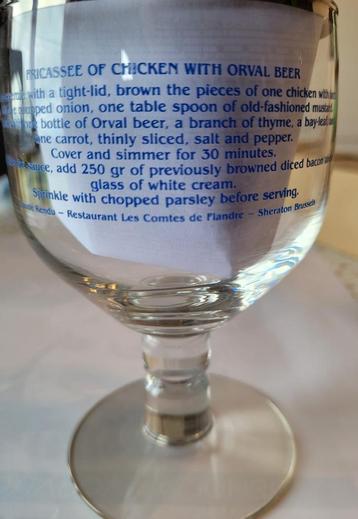 FRICASSEE OF CHICKEN WITH ORVAL BEER
with a tight-lid, brown the pieces of one chicken with
chopped onion, one table spoon of old-fashioned mustard,
bottle of Orval beer, a branch of thyme, a bay-leaf
one carrot, thinly sliced, salt and pepper.
Cover and simmer for 30 minutes.
sauce, add 250 gr of previously browned diced bacon
glass of white cream.
Sprinkle with chopped parsley before serving.
Rendu – Restaurant Les Comtes de Flandre – Sheraton Brussels